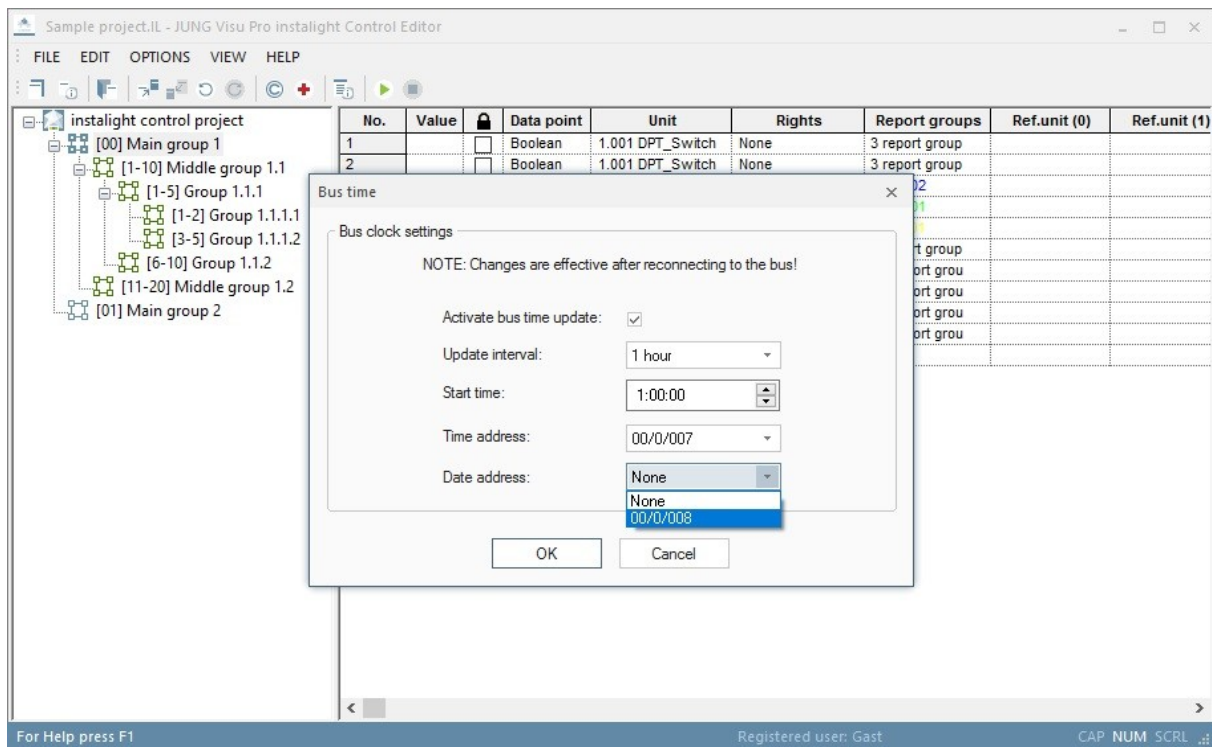 Sample project.IL - JUNG Visu Pro instalight Control Editor
FILE EDIT OPTIONS VIEW HELP
instalight control project
[00] Main group 1
[1-10] Middle group 1.1
[1-5] Group 1.1.1
[1-2] Group 1.1.1.1
[3-5] Group 1.1.1.2
[6-10] Group 1.1.2
[11-20] Middle group 1.2
[01] Main group 2
No. Value Data point Unit Rights Report groups Ref.unit (0) Ref.unit (1)
1 Boolean 1.001 DPT_Switch None 3 report group
2 Boolean 1.001 DPT_Switch None 3 report group
02
01
t group
ort grou
ort grou
ort grou
ort grou
Bus time
Bus clock settings
NOTE: Changes are effective after reconnecting to the bus!
Activate bus time update:
Update interval: 1 hour
Start time: 1:00:00
Time address: 00/0/007
Date address: None
None
00/0/008
OK Cancel
For Help press F1 Registered user: Gast CAP NUM SCRL